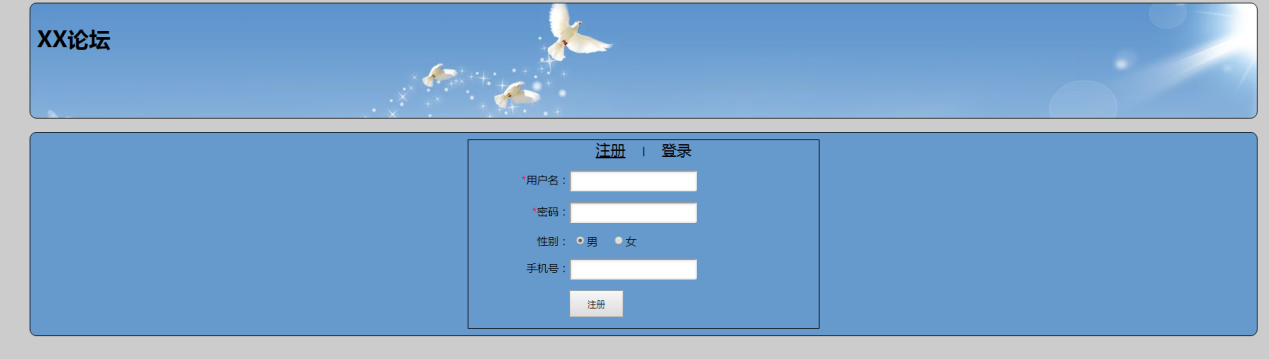 XX论坛
注册 | 登录
*用户名：
*密码：
性别： 男 女
手机号：
注册